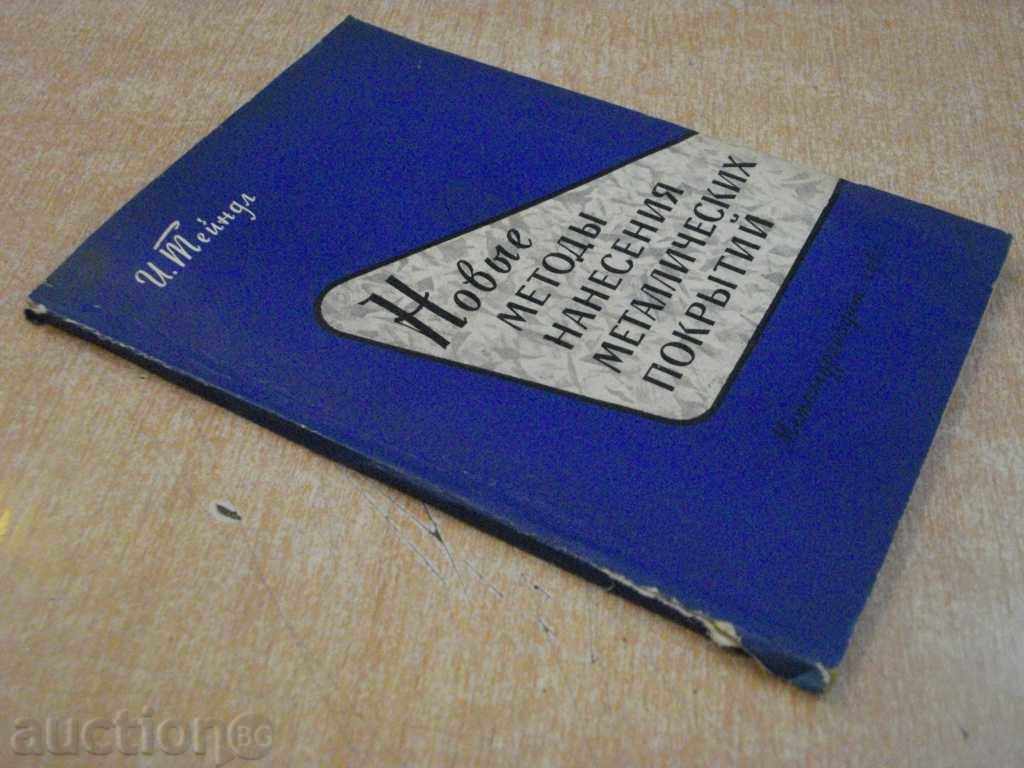 И. Тейндл
Новые
МЕТОДЫ
НАНЕСЕНИЯ
МЕТАЛЛИЧЕСКИХ
ПОКРЫТИЙ
auction BG